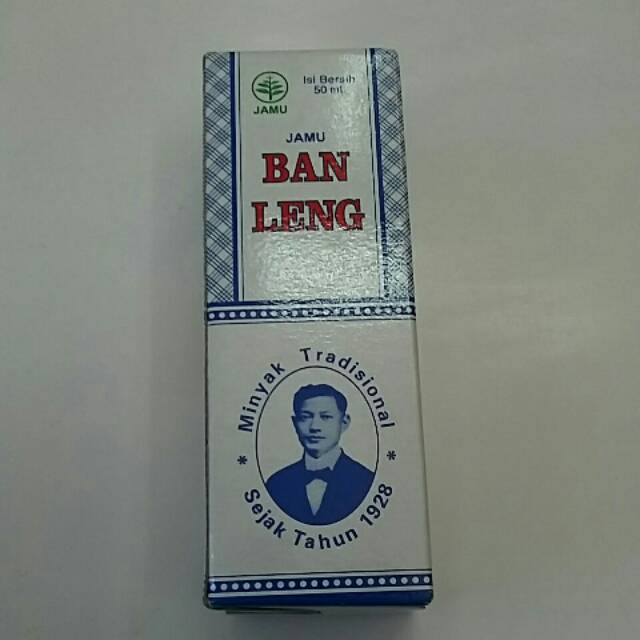 Isi Bersih
50 ml.
JAMU
JAMU
BAN
LENG
Minyak Tradisional
* Sejak Tahun 1928 *